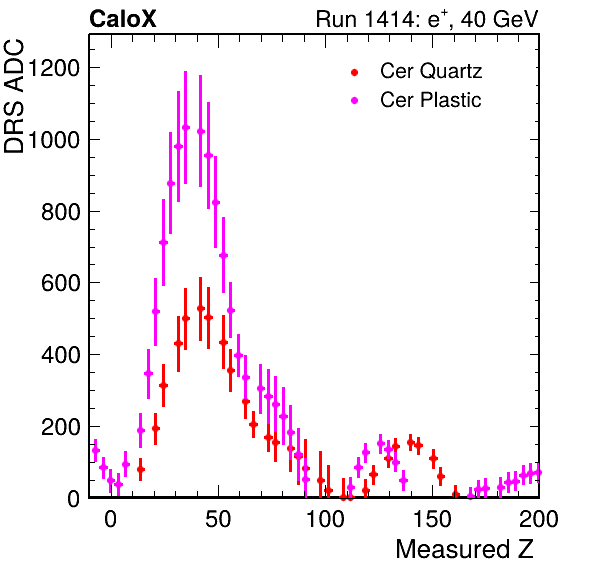 CaloX Run 1414: e⁺, 40 GeV
DRS ADC
Cer Quartz
Cer Plastic
1200
1000
800
600
400
200
0
0 50 100 150 200
Measured Z